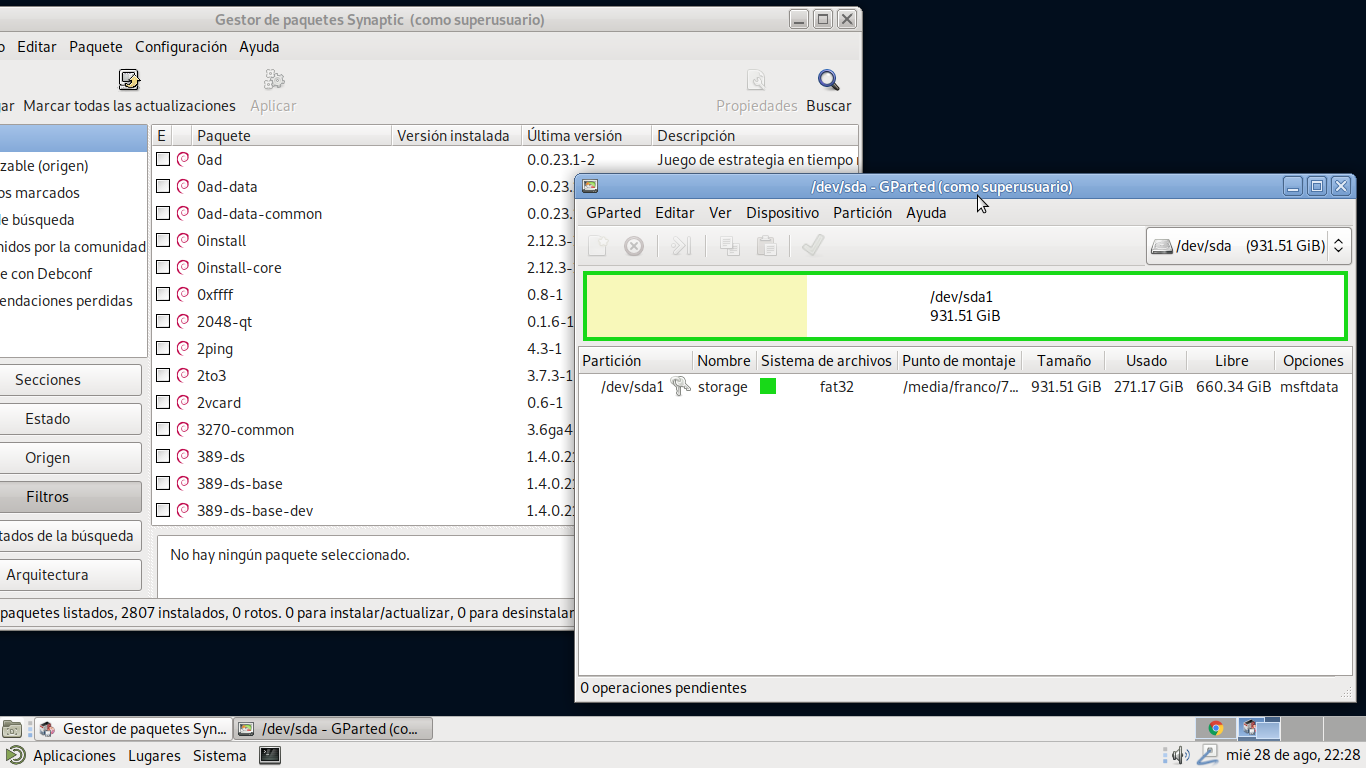 Gestor de paquetes Synaptic (como superusuario)
Editar Paquete Configuración Ayuda
Marcar todas las actualizaciones Aplicar Propiedades Buscar
E Paquete Versión instalada Última versión Descripción
0ad 0.0.23.1-2 Juego de estrategia en tiempo
0ad-data 0.0.23.
0ad-data-common 0.0.23.
0install 2.12.3-
0install-core 2.12.3-
0xffff 0.8-1
2048-qt 0.1.6-1
2ping 4.3-1
2to3 3.7.3-1
2vcard 0.6-1
3270-common 3.6ga4
389-ds 1.4.0.2
389-ds-base 1.4.0.2
389-ds-base-dev 1.4.0.2
zable (origen)
os marcados
de búsqueda
nidos por la comunidad
e con Debconf
endaciones perdidas
Secciones
Estado
Origen
Filtros
tados de la búsqueda
Arquitectura
No hay ningún paquete seleccionado.
paquetes listados, 2807 instalados, 0 rotos. 0 para instalar/actualizar, 0 para desinstalar
/dev/sda - GParted (como superusuario)
GParted Editar Ver Dispositivo Partición Ayuda
/dev/sda (931.51 GiB)
/dev/sda1
931.51 GiB
Partición Nombre Sistema de archivos Punto de montaje Tamaño Usado Libre Opciones
/dev/sda1 storage fat32 /media/franco/7... 931.51 GiB 271.17 GiB 660.34 GiB msftdata
0 operaciones pendientes
Gestor de paquetes Syn... /dev/sda - GParted (co...
Aplicaciones Lugares Sistema mié 28 de ago, 22:28